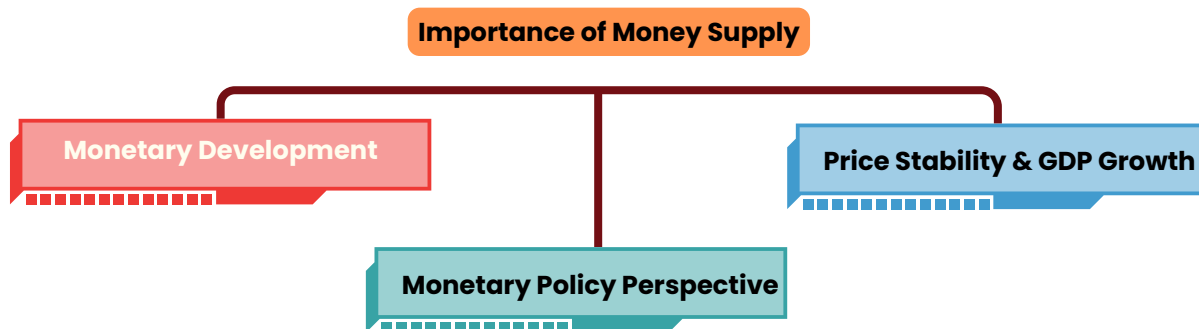 Importance of Money Supply
Monetary Development
Price Stability & GDP Growth
Monetary Policy Perspective